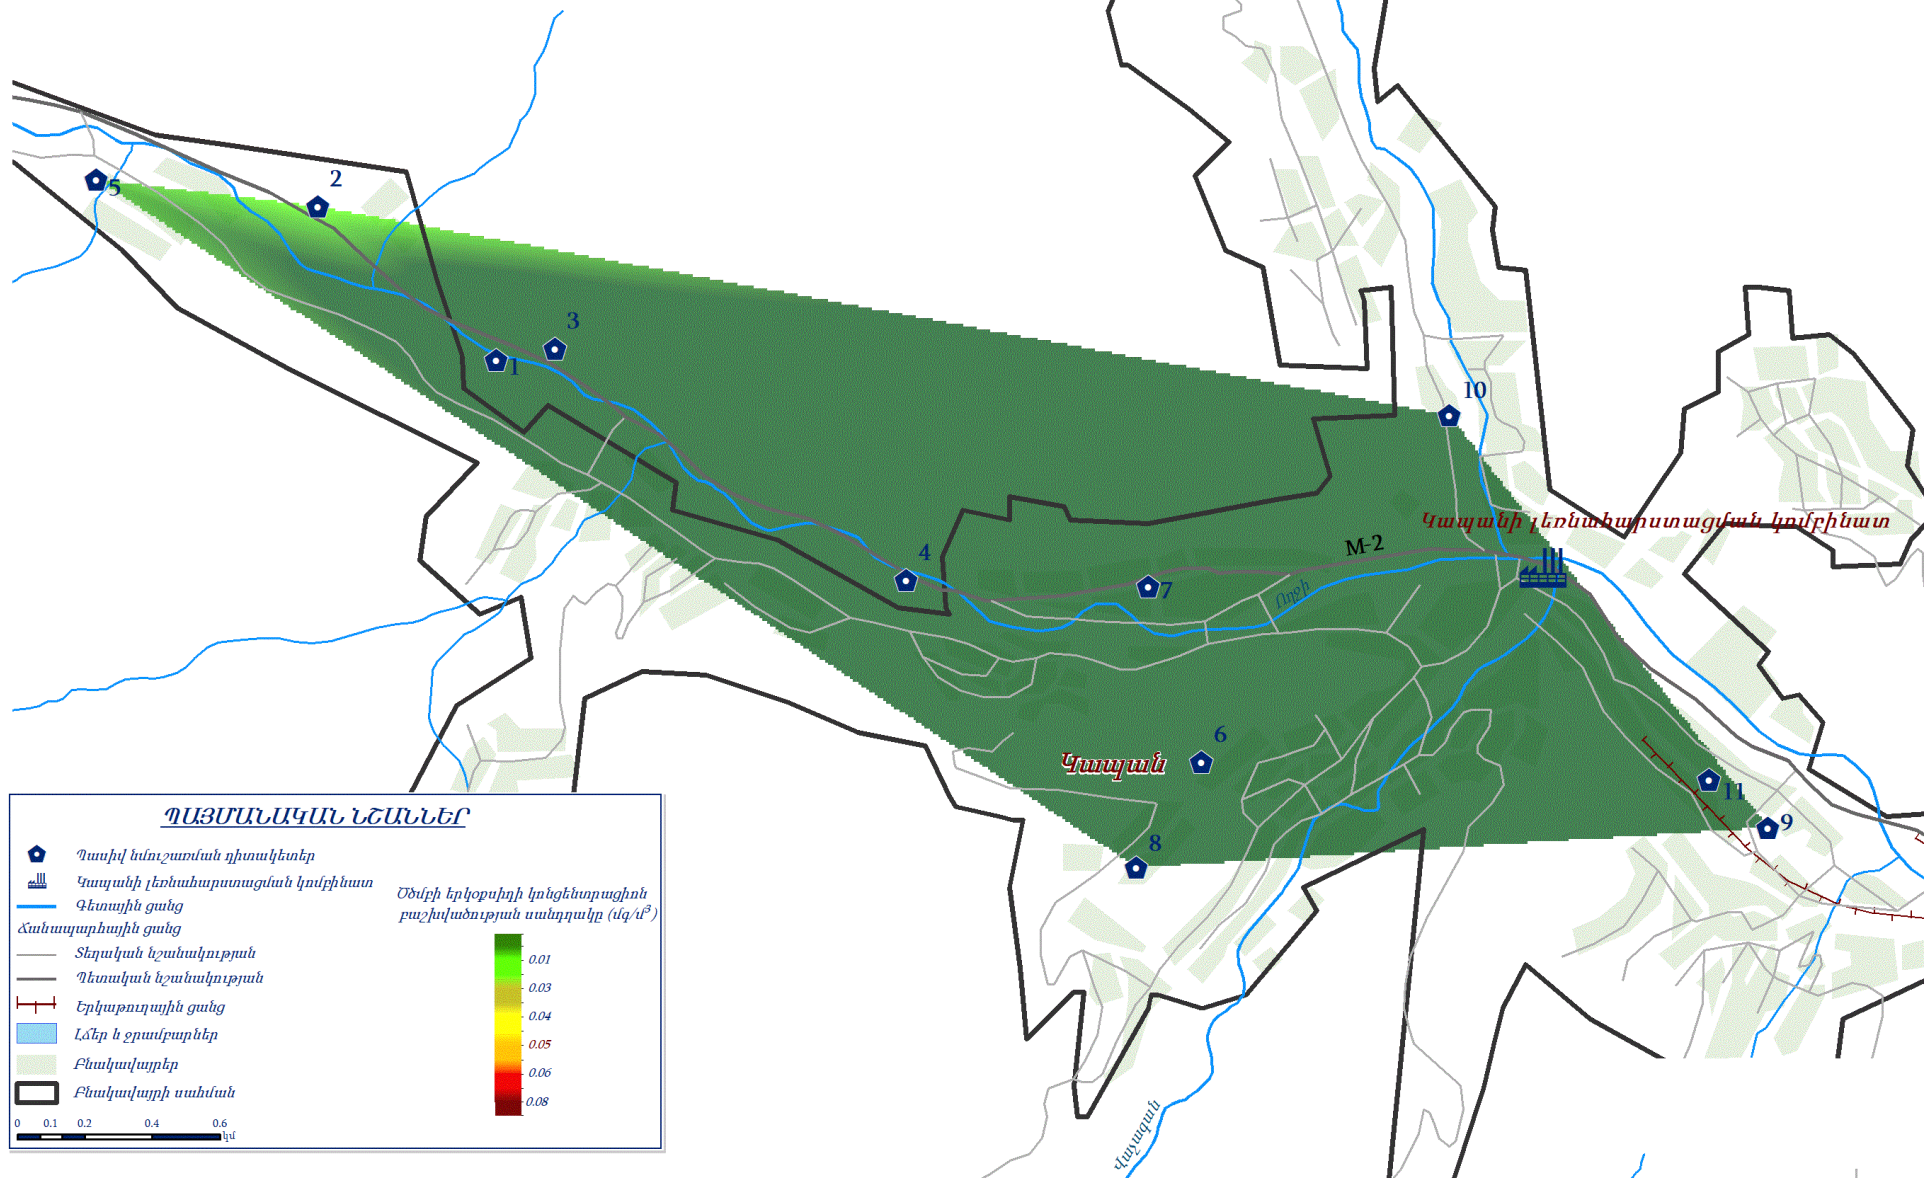 5
2
3
1
10
Կապանի լեռնահարստացման կոմբինատ
M-2
4
7
Ողջի
6
Կապան
11
9
8
Վաչագան
ՊԱՅՄԱՆԱԿԱՆ ՆՇԱՆՆԵՐ
Պասիվ նմուշառման դիտակետեր
Կապանի լեռնահարստացման կոմբինատ
Գետային ցանց
Ճանապարհային ցանց
Տեղական նշանակության
Պետական նշանակության
Երկաթուղային ցանց
Լճեր և ջրամբարներ
Բնակավայրեր
Բնակավայրի սահման
0 0.1 0.2 0.4 0.6
կմ
Ծծմբի երկօքսիդի կոնցենտրացիոն
բաշխվածության սանդղակը (մգ/մ³)
0.01
0.03
0.04
0.05
0.06
0.08